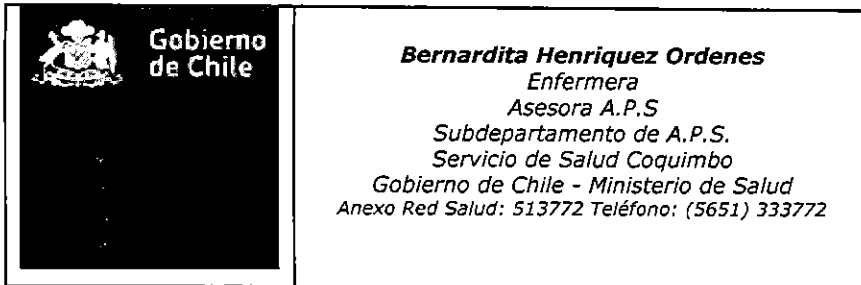 Gobierno
de Chile
Bernardita Henriquez Ordenes
Enfermera
Asesora A.P.S
Subdepartamento de A.P.S.
Servicio de Salud Coquimbo
Gobierno de Chile - Ministerio de Salud
Anexo Red Salud: 513772 Teléfono: (5651) 333772